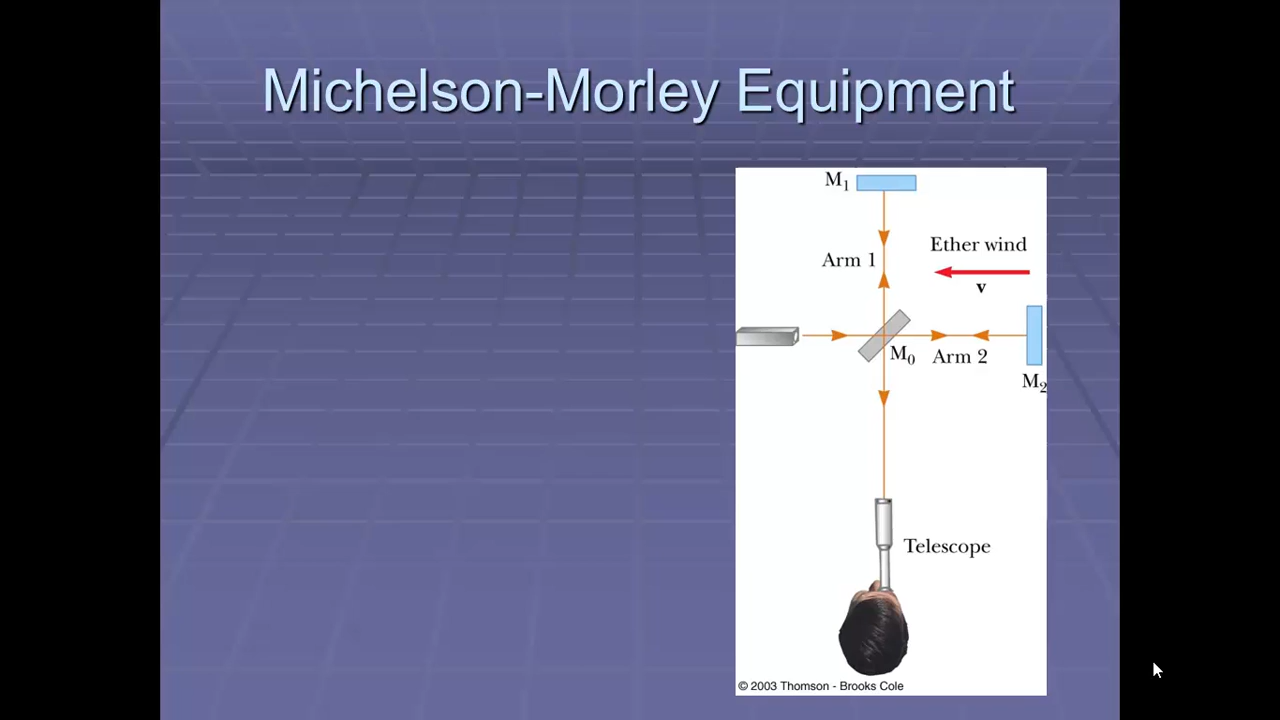 Michelson-Morley Equipment
M1
Ether wind
Arm 1
v
M0 Arm 2
M2
Telescope
© 2003 Thomson - Brooks Cole